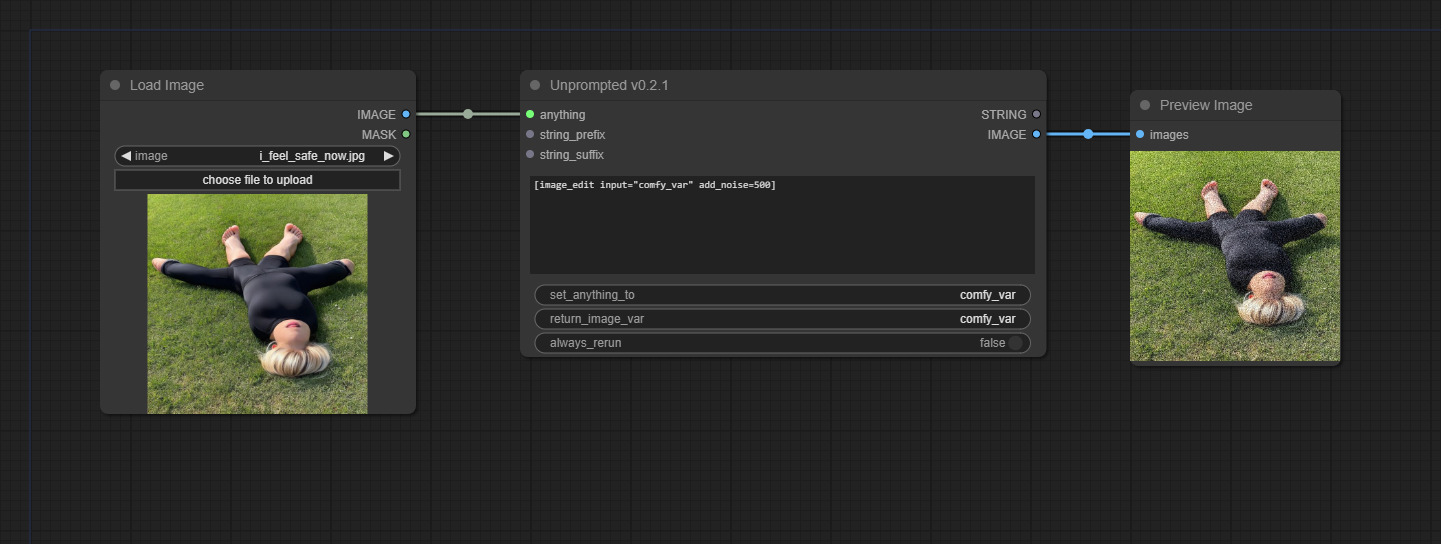 Load Image
IMAGE
MASK
image i_feel_safe_now.jpg
choose file to upload
Unprompted v0.2.1
anything STRING
string_prefix IMAGE
string_suffix
[image_edit input="comfy_var" add_noise=500]
set_anything_to comfy_var
return_image_var comfy_var
always_rerun false
Preview Image
images